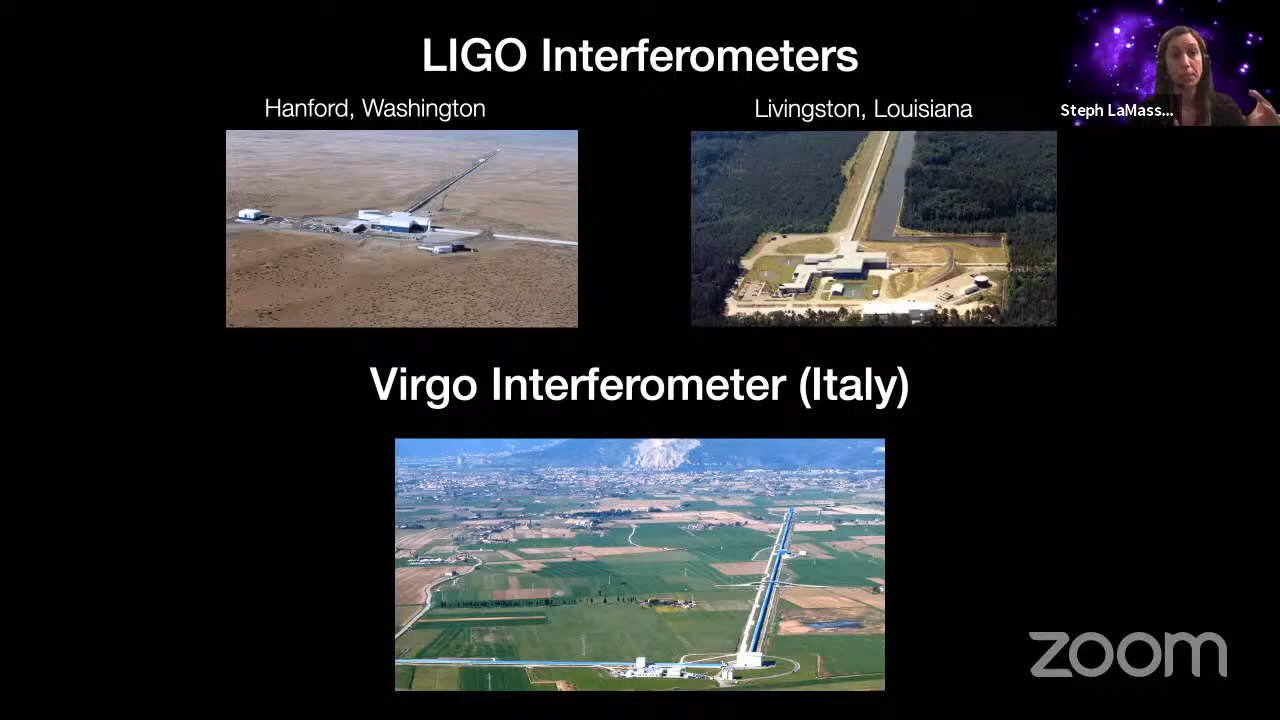 LIGO Interferometers
Hanford, Washington
Livingston, Louisiana
Steph LaMass...
Virgo Interferometer (Italy)
zoom